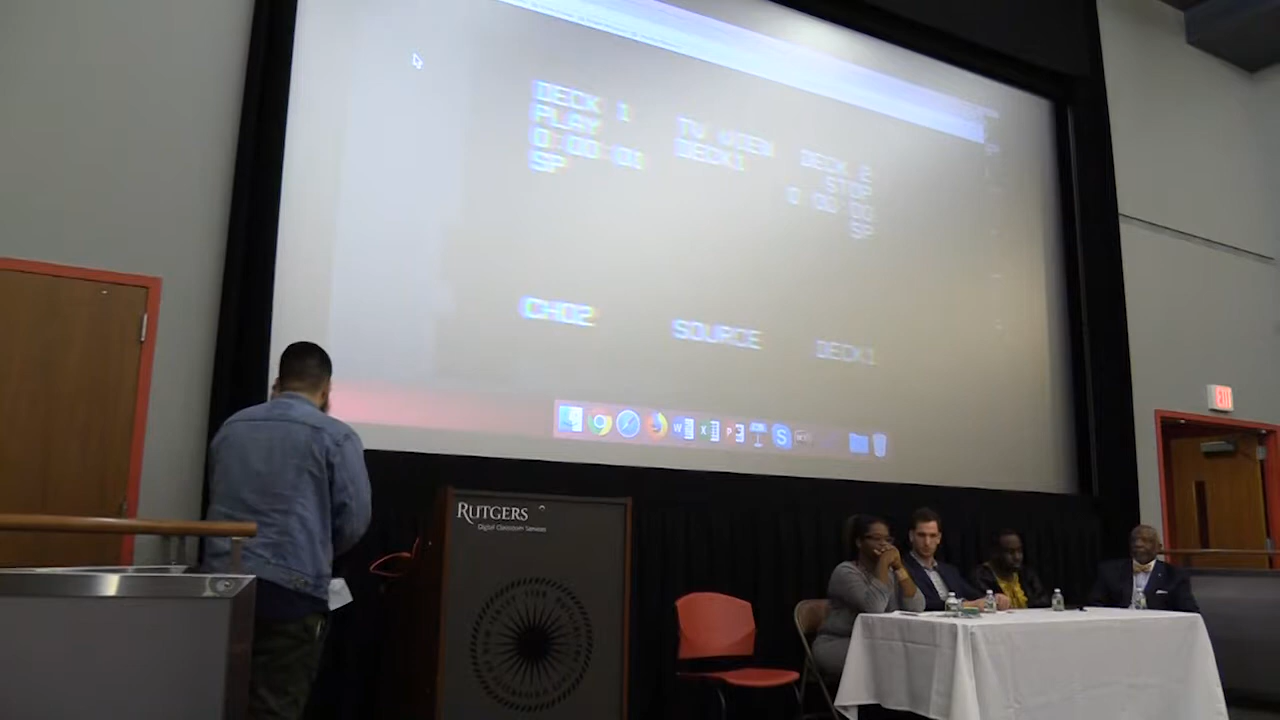 DECK 1
PLAY
0:00:01
SP
TV VIEW
DECK1
DECK 2
STOP
0:00:00
SP
CH02
SOURCE
DECK1
EXIT
RUTGERS
Digital Classroom Services